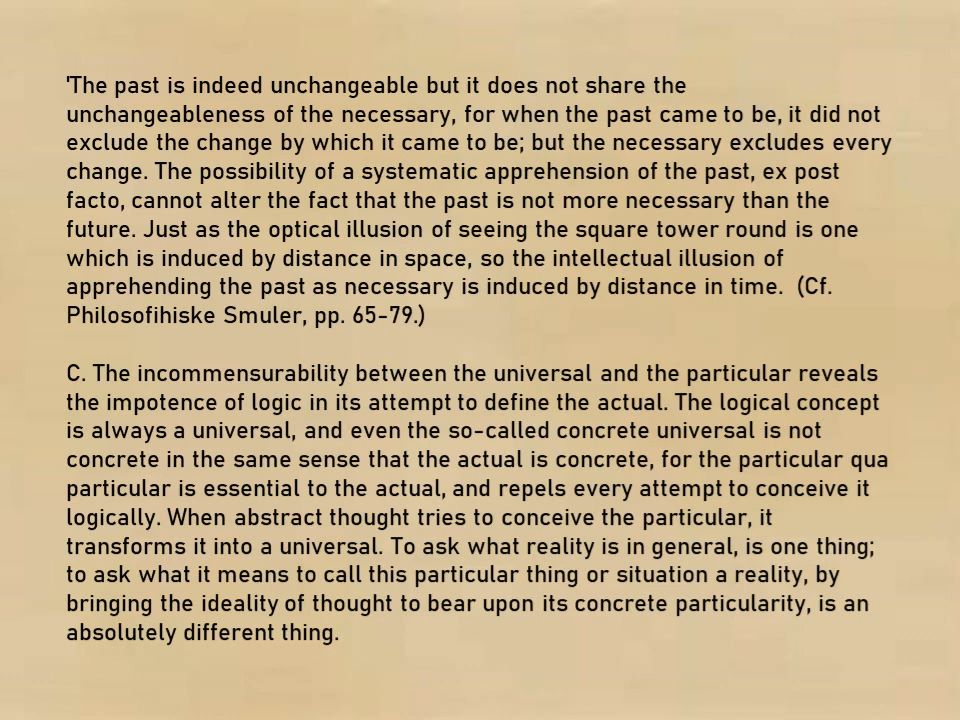 'The past is indeed unchangeable but it does not share the
unchangeableness of the necessary, for when the past came to be, it did not
exclude the change by which it came to be; but the necessary excludes every
change. The possibility of a systematic apprehension of the past, ex post
facto, cannot alter the fact that the past is not more necessary than the
future. Just as the optical illusion of seeing the square tower round is one
which is induced by distance in space, so the intellectual illusion of
apprehending the past as necessary is induced by distance in time.  (Cf.
Philosofihiske Smuler, pp. 65-79.)

C. The incommensurability between the universal and the particular reveals
the impotence of logic in its attempt to define the actual. The logical concept
is always a universal, and even the so-called concrete universal is not
concrete in the same sense that the actual is concrete, for the particular qua
particular is essential to the actual, and repels every attempt to conceive it
logically. When abstract thought tries to conceive the particular, it
transforms it into a universal. To ask what reality is in general, is one thing;
to ask what it means to call this particular thing or situation a reality, by
bringing the ideality of thought to bear upon its concrete particularity, is an
absolutely different thing.